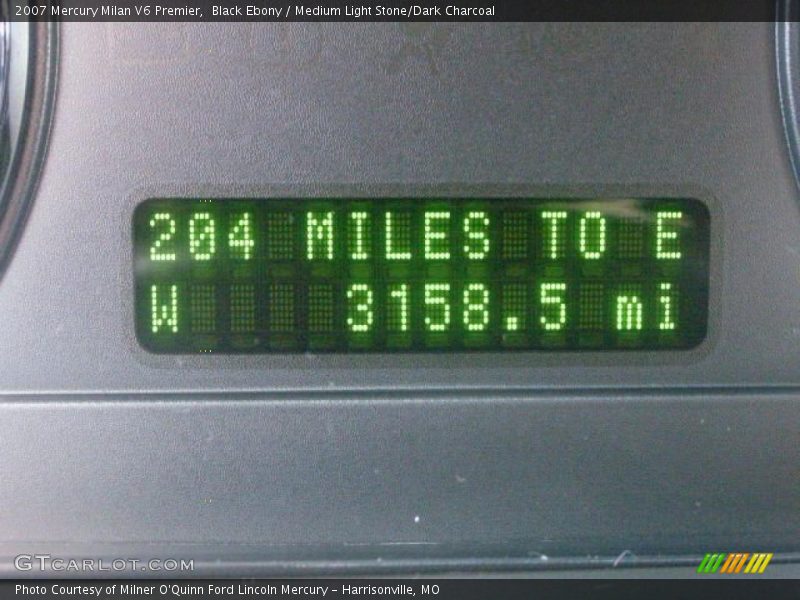 2007 Mercury Milan V6 Premier,  Black Ebony / Medium Light Stone/Dark Charcoal
204 MILES TO E
W    3158.5 mi
GTCARLOT.COM
Photo Courtesy of Milner O'Quinn Ford Lincoln Mercury - Harrisonville, MO